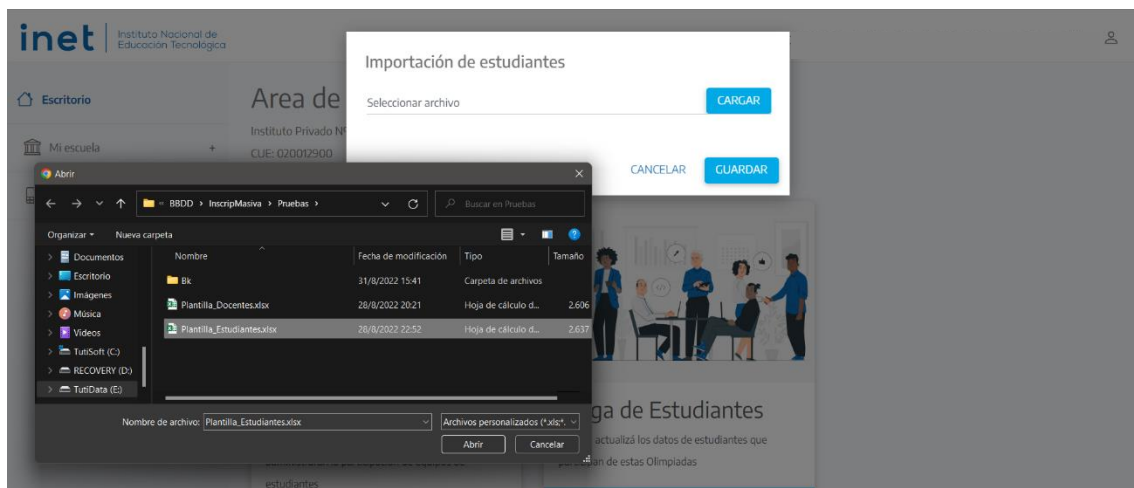 inet
Instituto Nacional de
Educación Tecnológica
Importación de estudiantes
Seleccionar archivo
CARGAR
CANCELAR
GUARDAR
Escritorio
Mi escuela +
Area de
Instituto Privado Nº
CUE: 020012900
Abrir
BBDD > InscripMasiva > Pruebas >
Buscar en Pruebas
Organizar
Nueva carpeta
Nombre Fecha de modificación Tipo Tamaño
Documentos
Escritorio
Imágenes
Música
Videos
TutiSoft (C:)
RECOVERY (D:)
TutiData (E:)
Bk 31/8/2022 15:41 Carpeta de archivos
Plantilla_Docentes.xlsx 28/8/2022 20:21 Hoja de cálculo d... 2.606
Plantilla_Estudiantes.xlsx 28/8/2022 22:52 Hoja de cálculo d... 2.637
Nombre de archivo: Plantilla_Estudiantes.xlsx
Archivos personalizados (*.xls;*.
Abrir
Cancelar
ga de Estudiantes
actualizá los datos de estudiantes que
de estas Olimpiadas
estudiantes